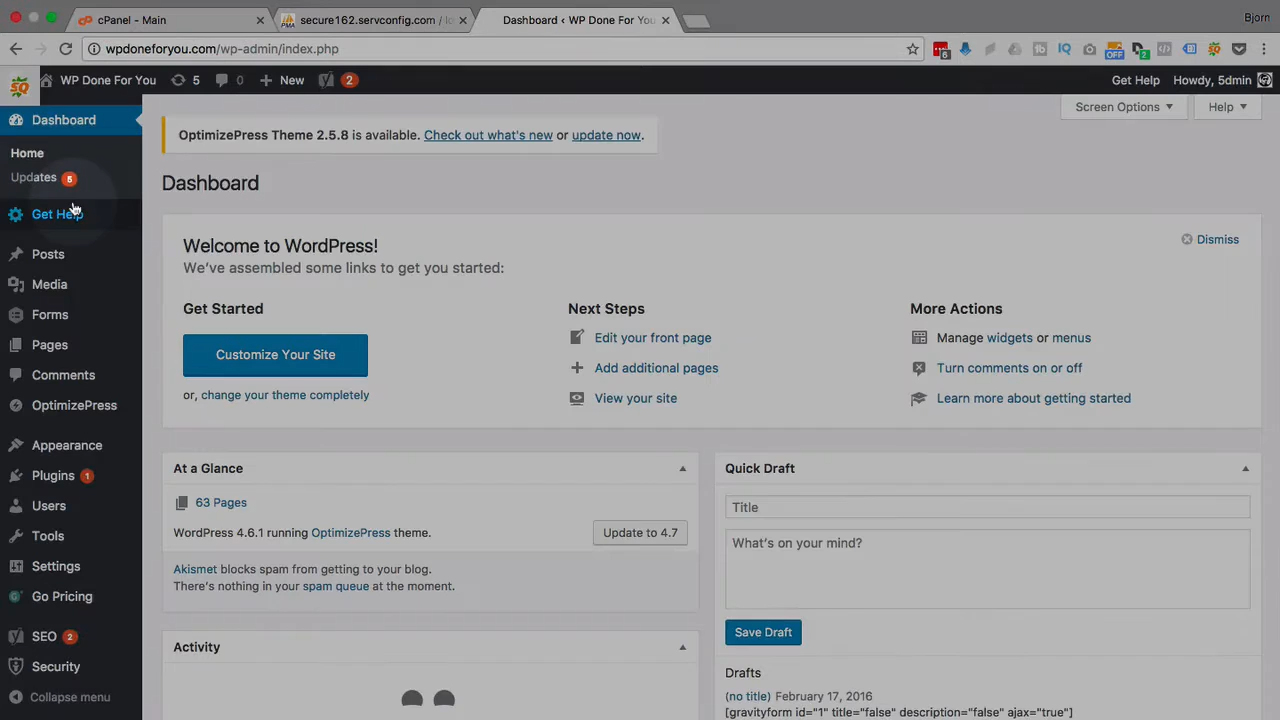 cPanel - Main
secure162.servconfig.com / lo
Dashboard ‹ WP Done For You
Bjorn
wpdoneforyou.com/wp-admin/index.php
6
OFF
2
WP Done For You
5
0
New
2
Get Help
Howdy, 5dmin
Dashboard
Screen Options
Help
OptimizePress Theme 2.5.8 is available. Check out what's new or update now.
Home
Updates
Get Help
Dashboard
Welcome to WordPress!
We've assembled some links to get you started:
Dismiss
Get Started
Customize Your Site
or, change your theme completely
Next Steps
Edit your front page
Add additional pages
View your site
More Actions
Manage widgets or menus
Turn comments on or off
Learn more about getting started
Posts
Media
Forms
Pages
Comments
OptimizePress
Appearance
Plugins 1
Users
Tools
Settings
Go Pricing
SEO 2
Security
Collapse menu
At a Glance
63 Pages
WordPress 4.6.1 running OptimizePress theme.
Update to 4.7
Akismet blocks spam from getting to your blog.
There's nothing in your spam queue at the moment.
Activity
Quick Draft
Title
What's on your mind?
Save Draft
Drafts
(no title) February 17, 2016
[gravityform id="1" title="false" description="false" ajax="true"]